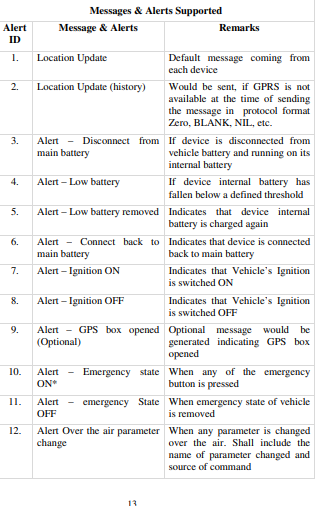 Messages & Alerts Supported
Alert Message & Alerts Remarks
ID
1. Location Update Default message coming from
each device
2. Location Update (history) Would be sent, if GPRS is not
available at the time of sending
the message in protocol format
Zero, BLANK, NIL, etc.
3. Alert – Disconnect from If device is disconnected from
main battery vehicle battery and running on its
internal battery
4. Alert – Low battery If device internal battery has
fallen below a defined threshold
5. Alert – Low battery removed Indicates that device internal
battery is charged again
6. Alert – Connect back to Indicates that device is connected
main battery back to main battery
7. Alert – Ignition ON Indicates that Vehicle's Ignition
is switched ON
8. Alert – Ignition OFF Indicates that Vehicle's Ignition
is switched OFF
9. Alert – GPS box opened Optional message would be
(Optional) generated indicating GPS box
opened
10. Alert – Emergency state When any of the emergency
ON* button is pressed
11. Alert – emergency State When emergency state of vehicle
OFF is removed
12. Alert Over the air parameter When any parameter is changed
change over the air. Shall include the
name of parameter changed and
source of command
13